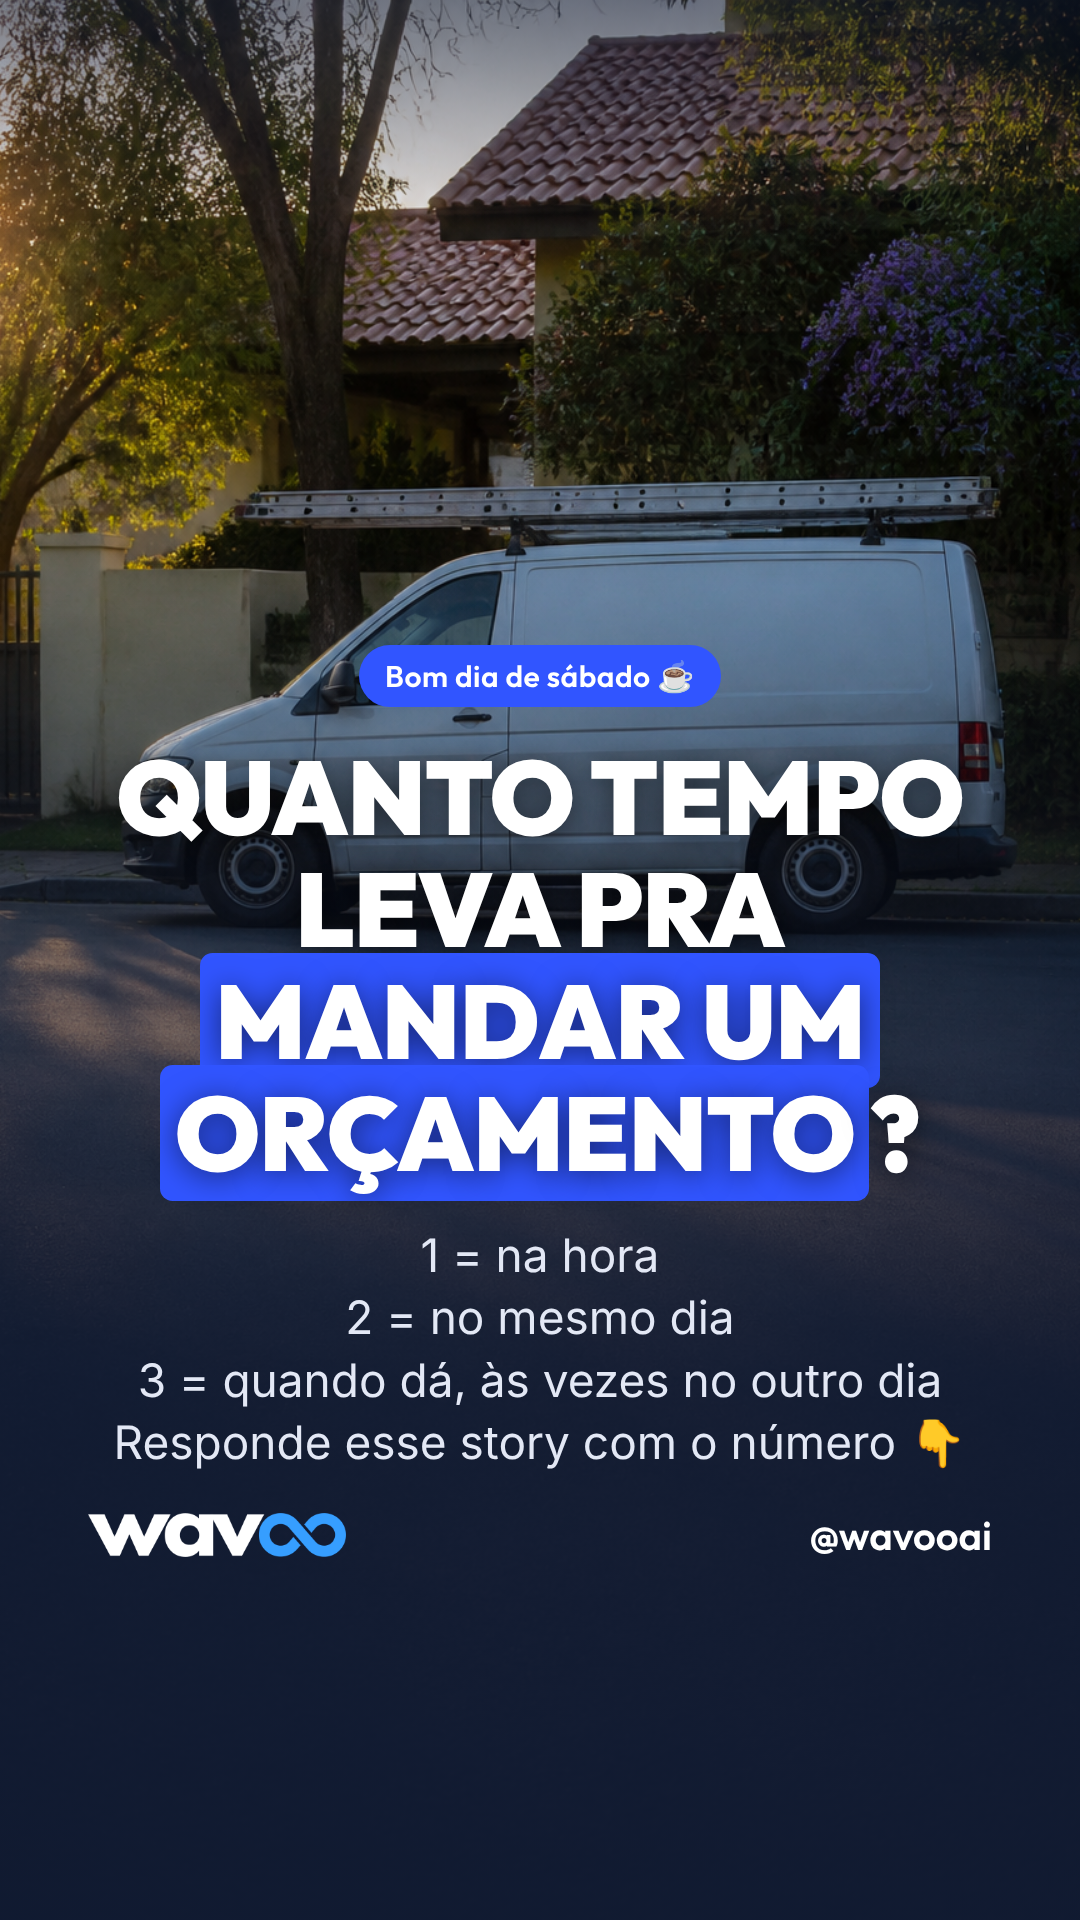 Bom dia de sábado ☕
QUANTO TEMPO
LEVA PRA
MANDAR UM
ORÇAMENTO?
1 = na hora
2 = no mesmo dia
3 = quando dá, às vezes no outro dia
Responde esse story com o número 👇
wavoo
@wavooai